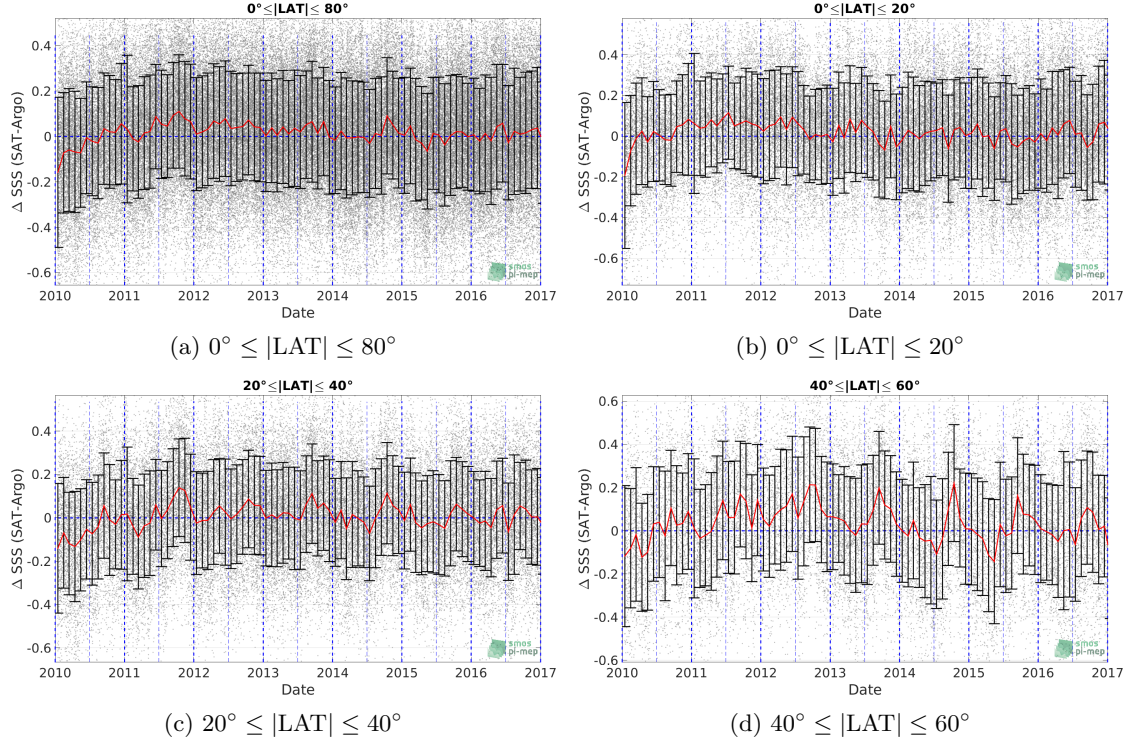 0°≤|LAT|≤ 80°
Δ SSS (SAT-Argo)
0.4
0.2
0
-0.2
-0.4
-0.6
2010 2011 2012 2013 2014 2015 2016 2017
Date
smos
pi-mep
(a) 0° ≤ |LAT| ≤ 80°
0°≤|LAT|≤ 20°
Δ SSS (SAT-Argo)
0.4
0.2
0
-0.2
-0.4
-0.6
2010 2011 2012 2013 2014 2015 2016 2017
Date
smos
pi-mep
(b) 0° ≤ |LAT| ≤ 20°
20°≤|LAT|≤ 40°
Δ SSS (SAT-Argo)
0.4
0.2
0
-0.2
-0.4
-0.6
2010 2011 2012 2013 2014 2015 2016 2017
Date
smos
pi-mep
(c) 20° ≤ |LAT| ≤ 40°
40°≤|LAT|≤ 60°
Δ SSS (SAT-Argo)
0.6
0.4
0.2
0
-0.2
-0.4
-0.6
2010 2011 2012 2013 2014 2015 2016 2017
Date
smos
pi-mep
(d) 40° ≤ |LAT| ≤ 60°